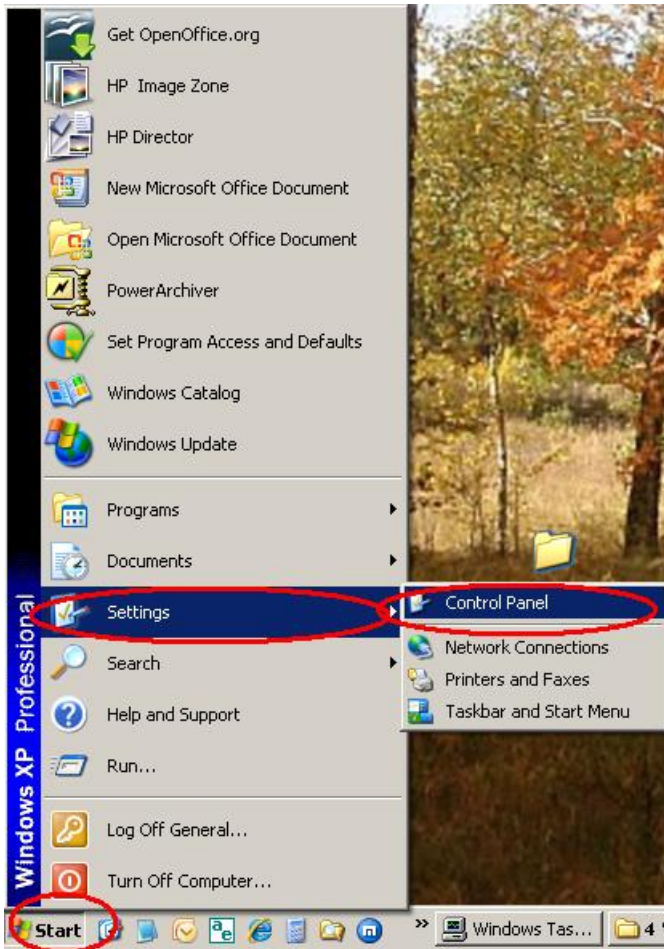 Get OpenOffice.org
HP Image Zone
HP Director
New Microsoft Office Document
Open Microsoft Office Document
PowerArchiver
Set Program Access and Defaults
Windows Catalog
Windows Update
Programs
Documents
Settings
Search
Help and Support
Run...
Log Off General...
Turn Off Computer...
Control Panel
Network Connections
Printers and Faxes
Taskbar and Start Menu
Windows XP Professional
Start
ae
»
Windows Tas...
4